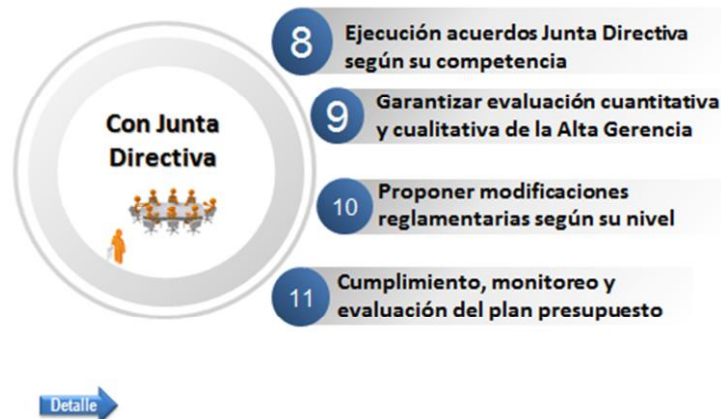 Con Junta
Directiva
8
Ejecución acuerdos Junta Directiva
según su competencia
9
Garantizar evaluación cuantitativa
y cualitativa de la Alta Gerencia
10
Proponer modificaciones
reglamentarias según su nivel
11
Cumplimiento, monitoreo y
evaluación del plan presupuesto
Detalle